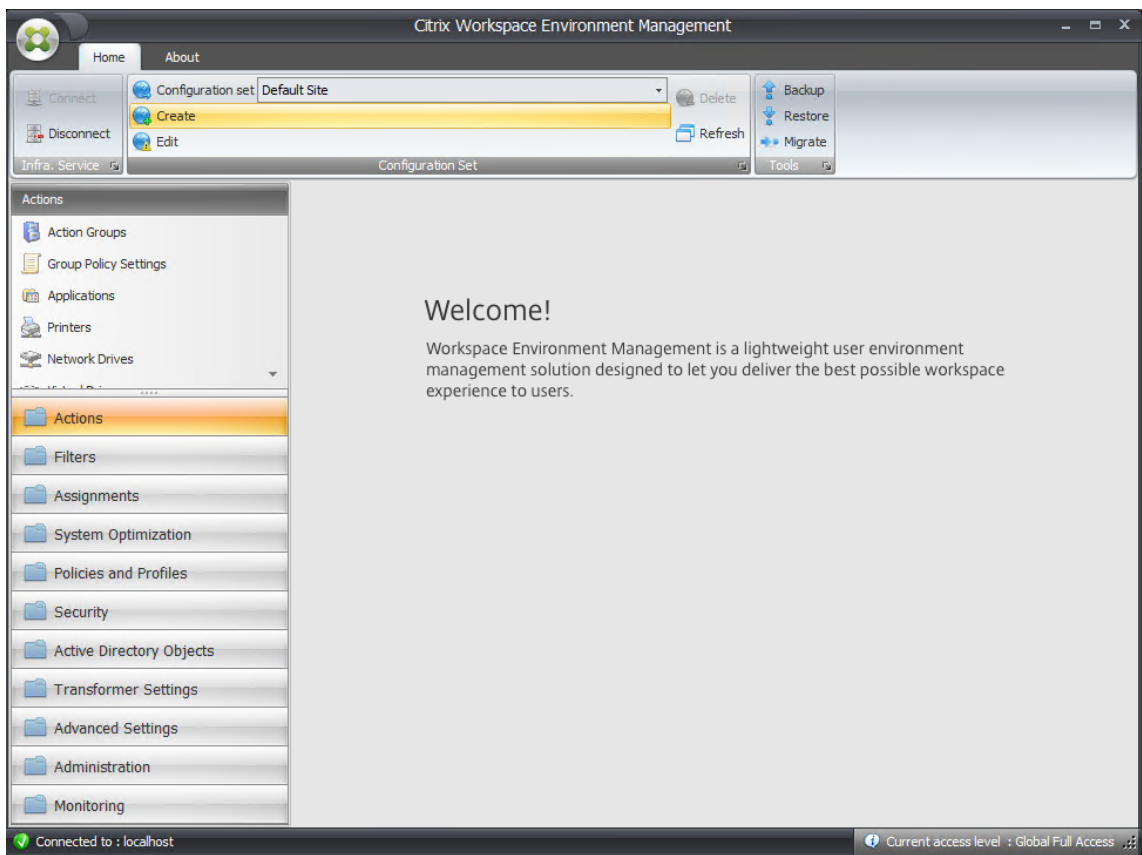 Citrix Workspace Environment Management
Home About
Connect
Disconnect
Infra. Service
Configuration set Default Site
Create
Edit
Delete
Refresh
Configuration Set
Backup
Restore
Migrate
Tools
Actions
Action Groups
Group Policy Settings
Applications
Printers
Network Drives
Actions
Filters
Assignments
System Optimization
Policies and Profiles
Security
Active Directory Objects
Transformer Settings
Advanced Settings
Administration
Monitoring
Welcome!
Workspace Environment Management is a lightweight user environment
management solution designed to let you deliver the best possible workspace
experience to users.
Connected to : localhost
Current access level : Global Full Access